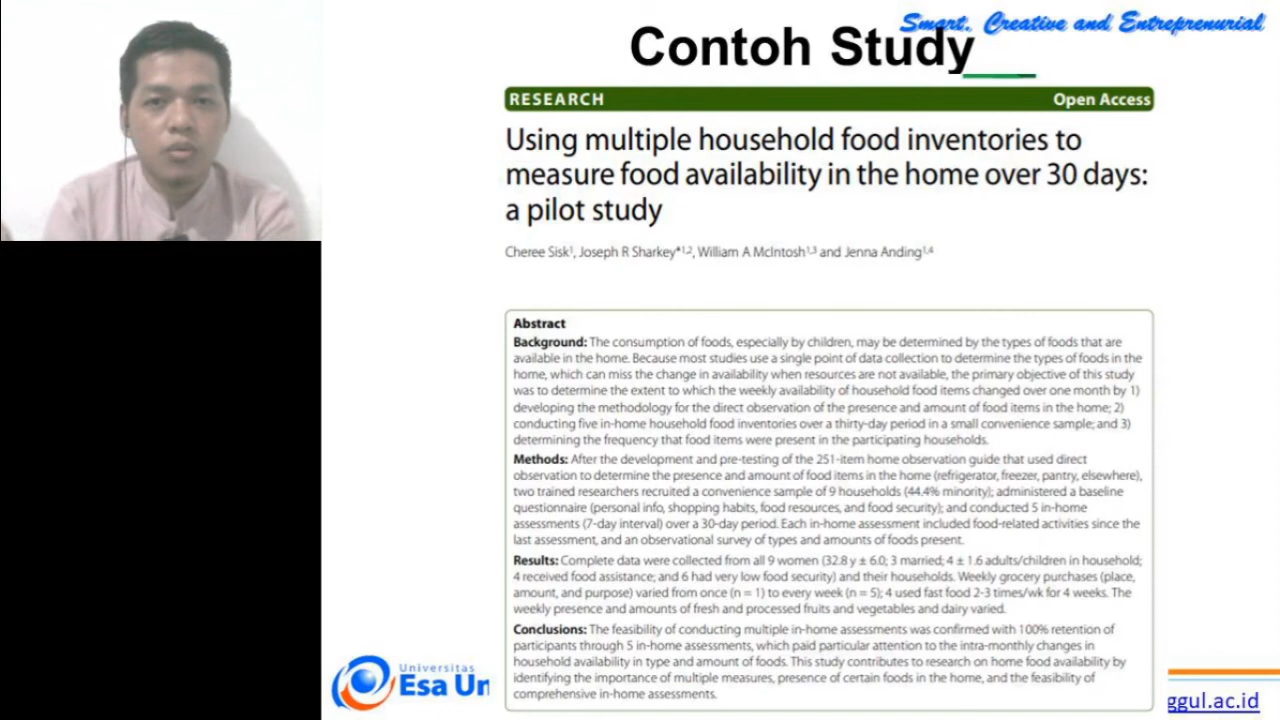 Smart, Creative and Entreprenurial
Contoh Study
RESEARCH Open Access
Using multiple household food inventories to
measure food availability in the home over 30 days:
a pilot study
Cheree Sisk1, Joseph R Sharkey*1,2, William A McIntosh1,3 and Jenna Anding1,4
Abstract
Background: The consumption of foods, especially by children, may be determined by the types of foods that are
available in the home. Because most studies use a single point of data collection to determine the types of foods in the
home, which can miss the change in availability when resources are not available, the primary objective of this study
was to determine the extent to which the weekly availability of household food items changed over one month by 1)
developing the methodology for the direct observation of the presence and amount of food items in the home; 2)
conducting five in-home household food inventories over a thirty-day period in a small convenience sample; and 3)
determining the frequency that food items were present in the participating households.
Methods: After the development and pre-testing of the 251-item home observation guide that used direct
observation to determine the presence and amount of food items in the home (refrigerator, freezer, pantry, elsewhere),
two trained researchers recruited a convenience sample of 9 households (44.4% minority); administered a baseline
questionnaire (personal info, shopping habits, food resources, and food security); and conducted 5 in-home
assessments (7-day interval) over a 30-day period. Each in-home assessment included food-related activities since the
last assessment, and an observational survey of types and amounts of foods present.
Results: Complete data were collected from all 9 women (32.8 y ± 6.0; 3 married; 4 ± 1.6 adults/children in household;
4 received food assistance; and 6 had very low food security) and their households. Weekly grocery purchases (place,
amount, and purpose) varied from once (n = 1) to every week (n = 5); 4 used fast food 2-3 times/wk for 4 weeks. The
weekly presence and amounts of fresh and processed fruits and vegetables and dairy varied.
Conclusions: The feasibility of conducting multiple in-home assessments was confirmed with 100% retention of
participants through 5 in-home assessments, which paid particular attention to the intra-monthly changes in
household availability in type and amount of foods. This study contributes to research on home food availability by
identifying the importance of multiple measures, presence of certain foods in the home, and the feasibility of
comprehensive in-home assessments.
Universitas
Esa Un
ggul.ac.id